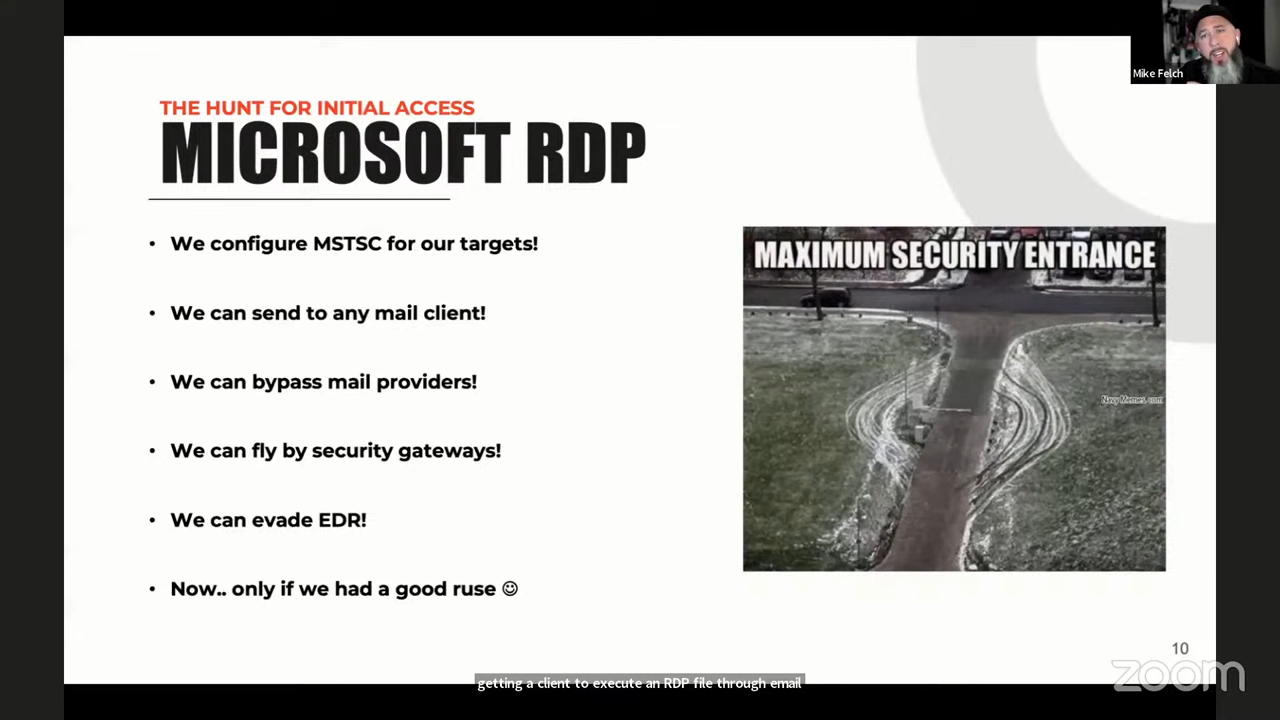 Mike Felch
THE HUNT FOR INITIAL ACCESS
MICROSOFT RDP
• We configure MSTSC for our targets!
• We can send to any mail client!
• We can bypass mail providers!
• We can fly by security gateways!
• We can evade EDR!
• Now.. only if we had a good ruse ☺
MAXIMUM SECURITY ENTRANCE
Navy Memes.com
10
getting a client to execute an RDP file through email
zoom